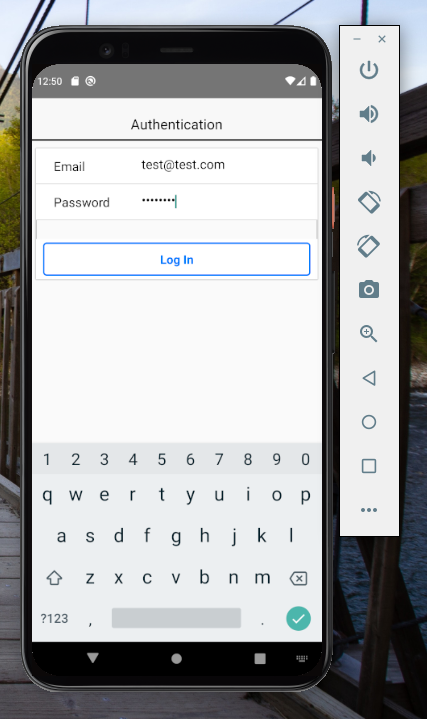 12:50
Authentication
Email test@test.com
Password ••••••••
Log In
1 2 3 4 5 6 7 8 9 0
q w e r t y u i o p
a s d f g h j k l
z x c v b n m
?123 , .